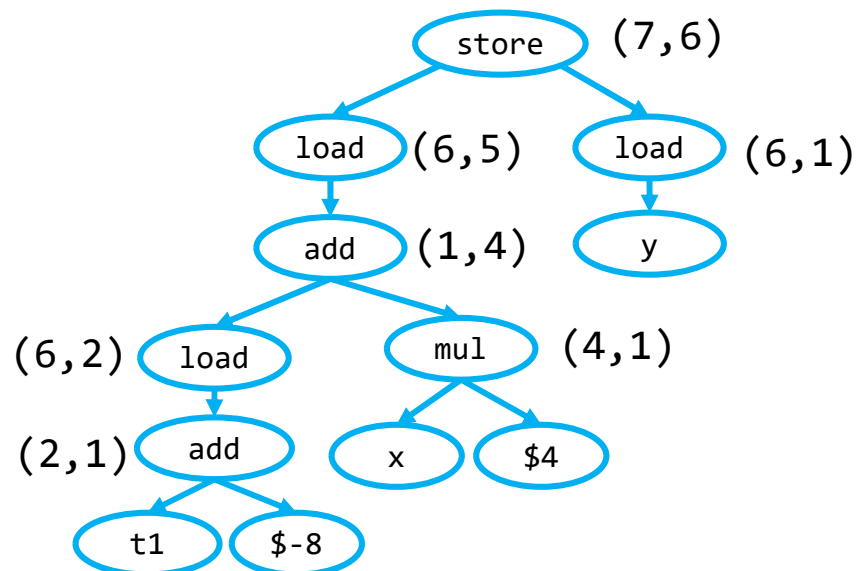 store (7,6)
load (6,5) load (6,1)
add (1,4) y
(6,2) load mul (4,1)
(2,1) add x $4
t1 $-8